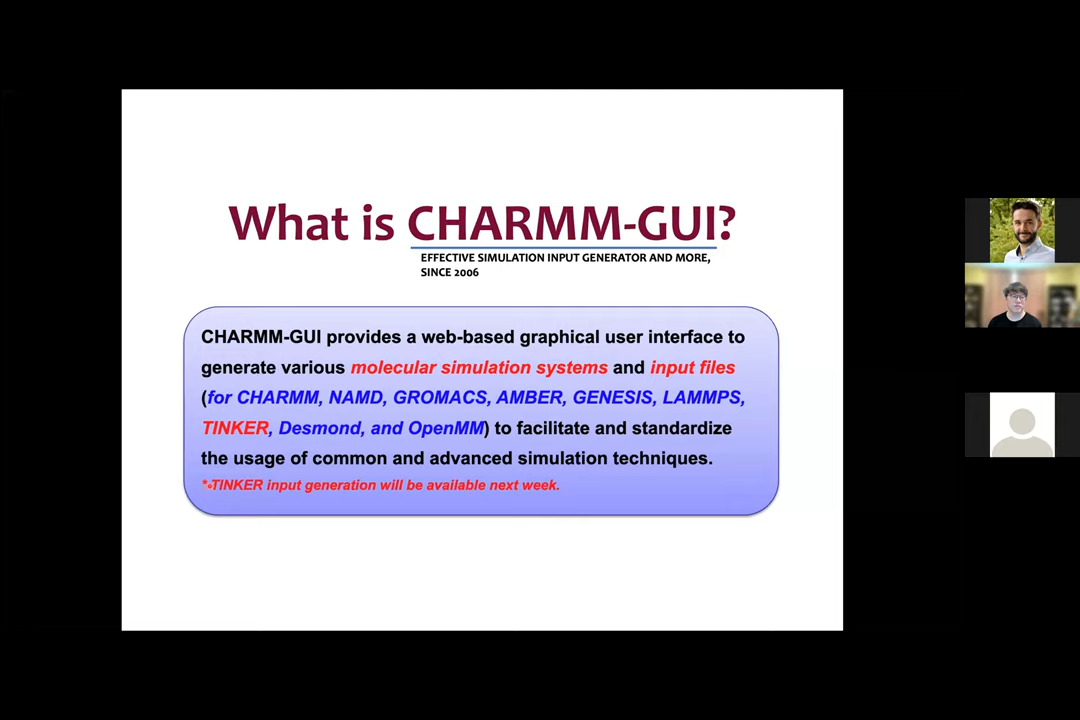 What is CHARMM-GUI?
EFFECTIVE SIMULATION INPUT GENERATOR AND MORE,
SINCE 2006
CHARMM-GUI provides a web-based graphical user interface to
generate various molecular simulation systems and input files
(for CHARMM, NAMD, GROMACS, AMBER, GENESIS, LAMMPS,
TINKER, Desmond, and OpenMM) to facilitate and standardize
the usage of common and advanced simulation techniques.
*TINKER input generation will be available next week.